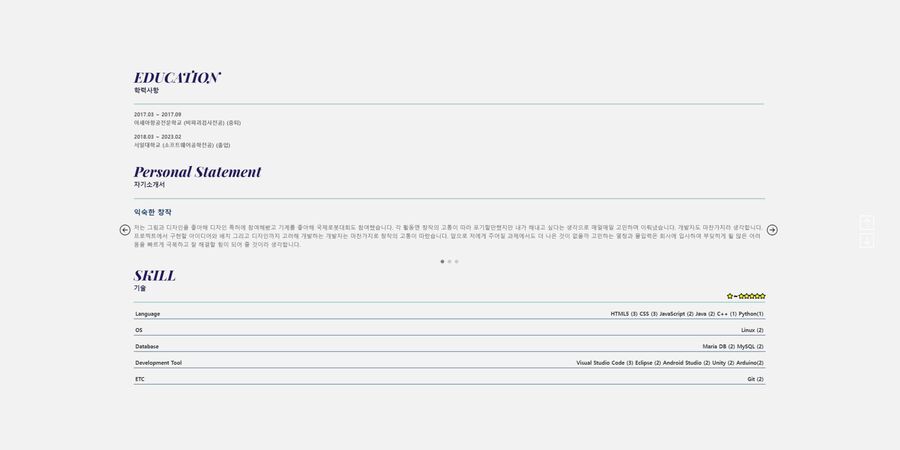 EDUCATION
학력사항
2017.03 ~ 2017.09
아세아항공전문학교 (비파괴검사전공) (중퇴)
2018.03 ~ 2023.02
서일대학교 (소프트웨어공학전공) (졸업)
Personal Statement
자기소개서
익숙한 창작
저는 그림과 디자인을 좋아해 디자인 특허에 참여해봤고 기계를 좋아해 국제로봇대회도 참여했습니다. 각 활동엔 창작의 고통이 따라 포기할만했지만 내가 해내고 싶다는 생각으로 매일매일 고민하며 이뤄냈습니다. 개발자도 마찬가지라 생각합니다.
프로젝트에서 구현할 아이디어와 배치 그리고 디자인까지 고려해 개발하는 개발자는 마찬가지로 창작의 고통이 따랐습니다. 앞으로 저에게 주어질 과제에서도 더 나은 것이 없을까 고민하는 열정과 몰입력은 회사에 입사하여 부딪히게 될 많은 어려
움을 빠르게 극복하고 잘 해결할 힘이 되어 줄 것이라 생각합니다.
SKILL
기술
Language HTML5 (3) CSS (3) JavaScript (2) Java (2) C++ (1) Python(1)
OS Linux (2)
Database Maria DB (2) MySQL (2)
Development Tool Visual Studio Code (3) Eclipse (2) Android Studio (2) Unity (2) Arduino(2)
ETC Git (2)